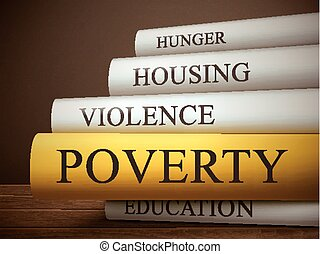 HUNGER
HOUSING
VIOLENCE
POVERTY
EDUCATION